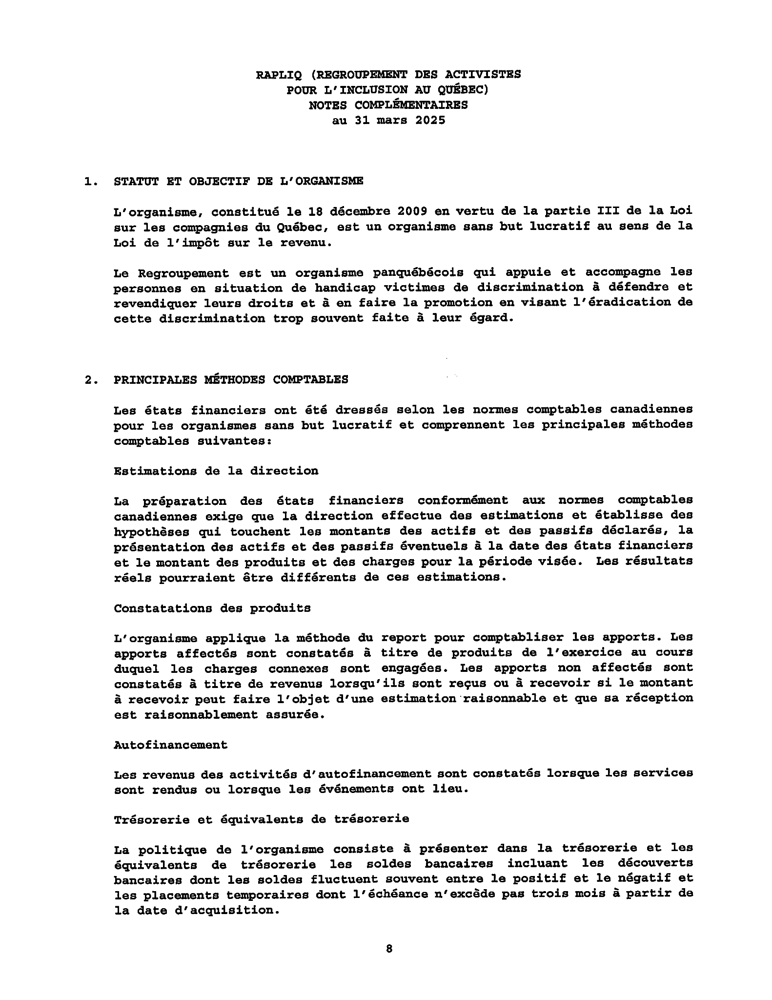 RAPLIQ (REGROUPEMENT DES ACTIVISTES
POUR L'INCLUSION AU QUÉBEC)
NOTES COMPLÉMENTAIRES
au 31 mars 2025
1. STATUT ET OBJECTIF DE L'ORGANISME
L'organisme, constitué le 18 décembre 2009 en vertu de la partie III de la Loi
sur les compagnies du Québec, est un organisme sans but lucratif au sens de la
Loi de l'impôt sur le revenu.
Le Regroupement est un organisme panquébécois qui appuie et accompagne les
personnes en situation de handicap victimes de discrimination à défendre et
revendiquer leurs droits et à en faire la promotion en visant l'éradication de
cette discrimination trop souvent faite à leur égard.
2. PRINCIPALES MÉTHODES COMPTABLES
Les états financiers ont été dressés selon les normes comptables canadiennes
pour les organismes sans but lucratif et comprennent les principales méthodes
comptables suivantes:
Estimations de la direction
La préparation des états financiers conformément aux normes comptables
canadiennes exige que la direction effectue des estimations et établisse des
hypothèses qui touchent les montants des actifs et des passifs déclarés, la
présentation des actifs et des passifs éventuels à la date des états financiers
et le montant des produits et des charges pour la période visée. Les résultats
réels pourraient être différents de ces estimations.
Constatations des produits
L'organisme applique la méthode du report pour comptabliser les apports. Les
apports affectés sont constatés à titre de produits de l'exercice au cours
duquel les charges connexes sont engagées. Les apports non affectés sont
constatés à titre de revenus lorsqu'ils sont reçus ou à recevoir si le montant
à recevoir peut faire l'objet d'une estimation raisonnable et que sa réception
est raisonnablement assurée.
Autofinancement
Les revenus des activités d'autofinancement sont constatés lorsque les services
sont rendus ou lorsque les événements ont lieu.
Trésorerie et équivalents de trésorerie
La politique de l'organisme consiste à présenter dans la trésorerie et les
équivalents de trésorerie les soldes bancaires incluant les découverts
bancaires dont les soldes fluctuent souvent entre le positif et le négatif et
les placements temporaires dont l'échéance n'excède pas trois mois à partir de
la date d'acquisition.
8